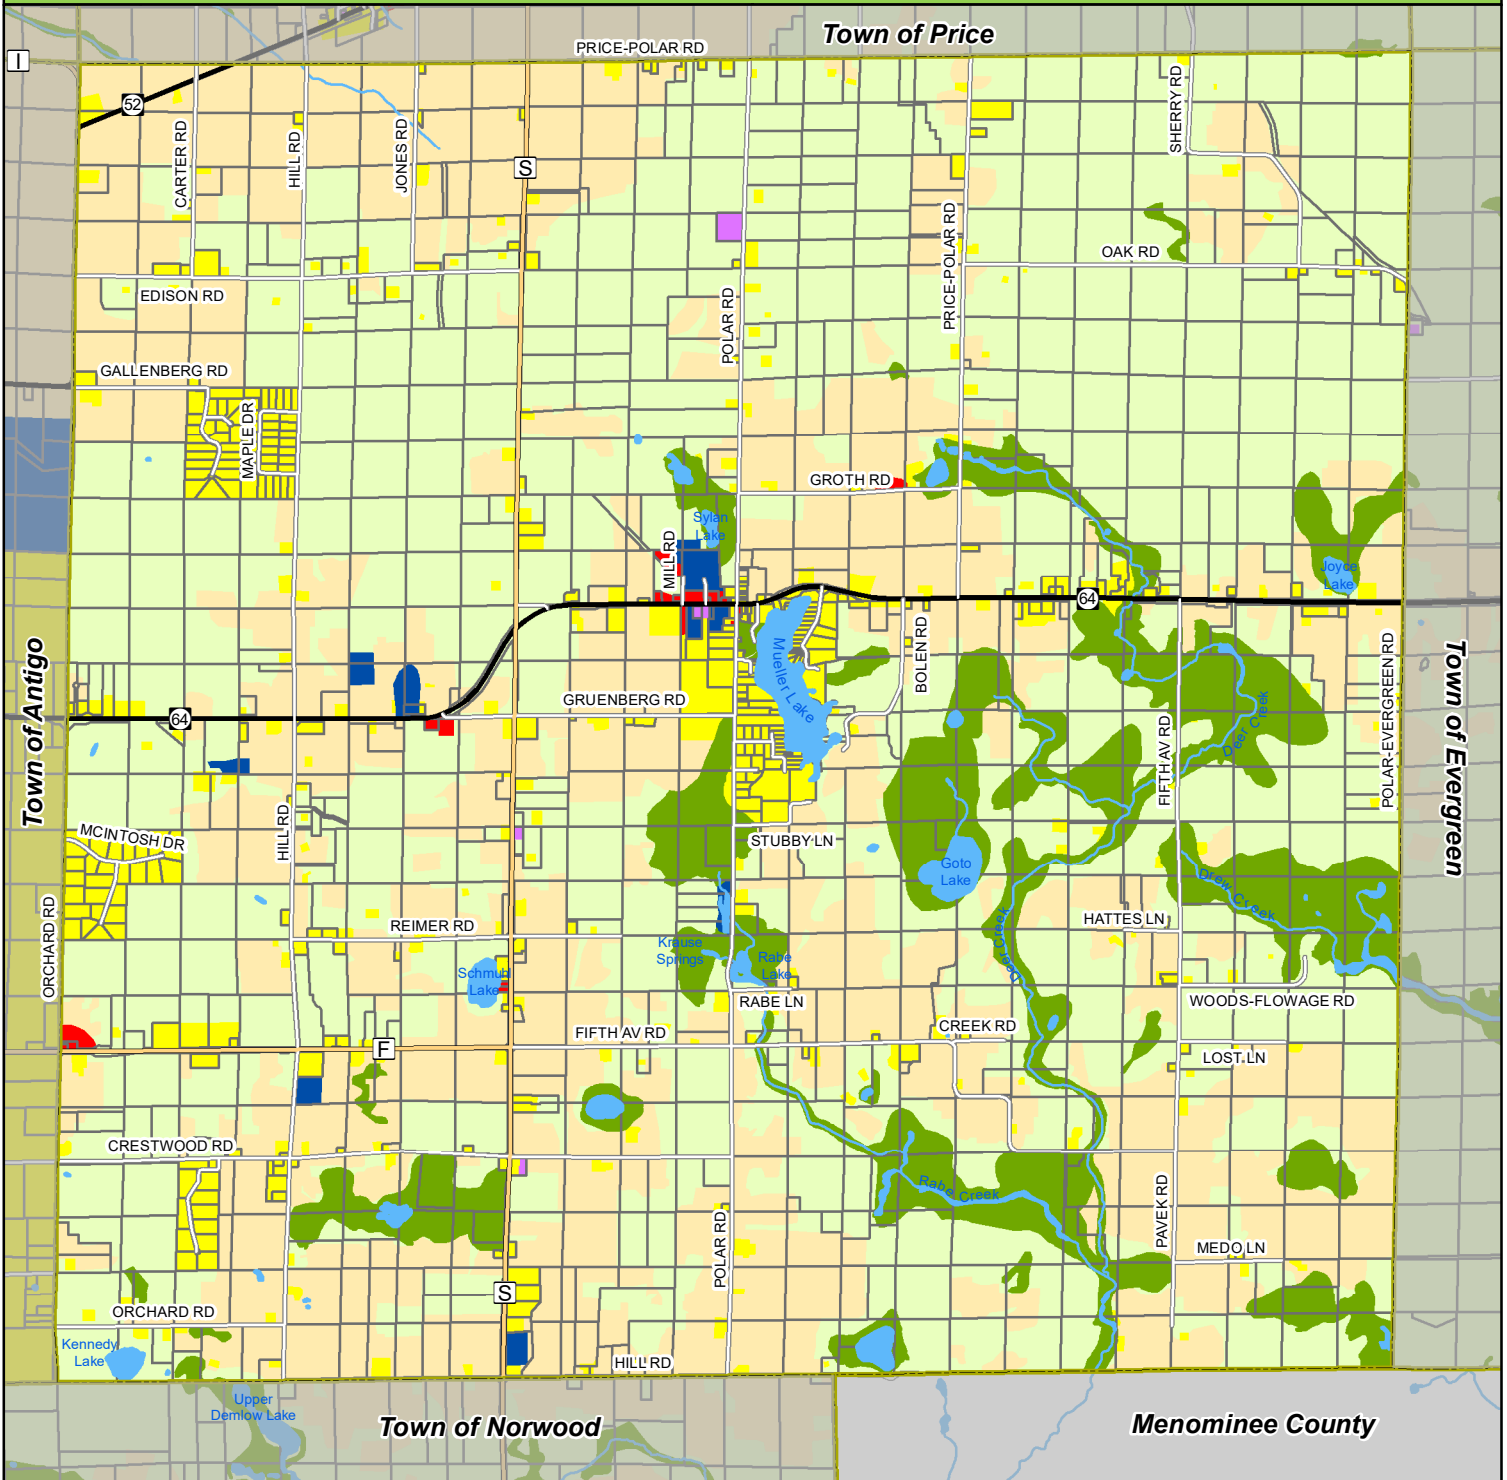 Town of Price
PRICE-POLAR RD
I
52
CARTER RD
HILL RD
JONES RD
S
SHERRY RD
PRICE-POLAR RD
OAK RD
EDISON RD
POLAR RD
GALLENBERG RD
MAPLE DR
GROTH RD
Sylan
Lake
MILL RD
Joyce
Lake
64
BOLEN RD
Town of Antigo
Mueller Lake
GRUENBERG RD
64
Deer Creek
FIFTH AV RD
POLAR-EVERGREEN RD
Town of Evergreen
HILL RD
MCINTOSH DR
STUBBY LN
Goto
Lake
Drew Creek
ORCHARD RD
REIMER RD
HATTES LN
Deer Creek
Krause
Springs
Rabe
Lake
Schmuhl
Lake
RABE LN
WOODS-FLOWAGE RD
FIFTH AV RD
CREEK RD
F
LOST LN
CRESTWOOD RD
Rabe Creek
PAVEK RD
POLAR RD
MEDO LN
S
ORCHARD RD
Kennedy
Lake
HILL RD
Upper
Demlow Lake
Town of Norwood
Menominee County